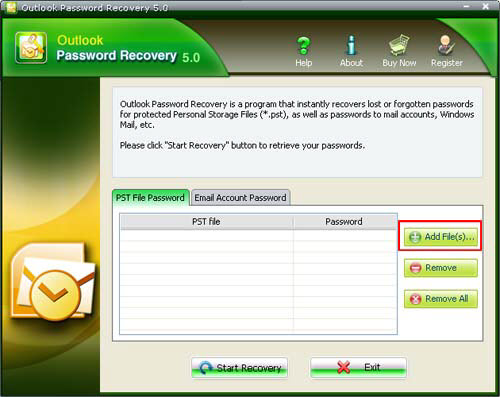 Outlook Password Recovery 5.0
Outlook
Password Recovery 5.0
Help
About
Buy Now
Register
Outlook Password Recovery is a program that instantly recovers lost or forgotten passwords
for protected Personal Storage Files (*.pst), as well as passwords to mail accounts, Windows
Mail, etc.
Please click "Start Recovery" button to retrieve your passwords.
PST File Password
Email Account Password
PST file
Password
Add File(s)...
Remove
Remove All
Start Recovery
Exit